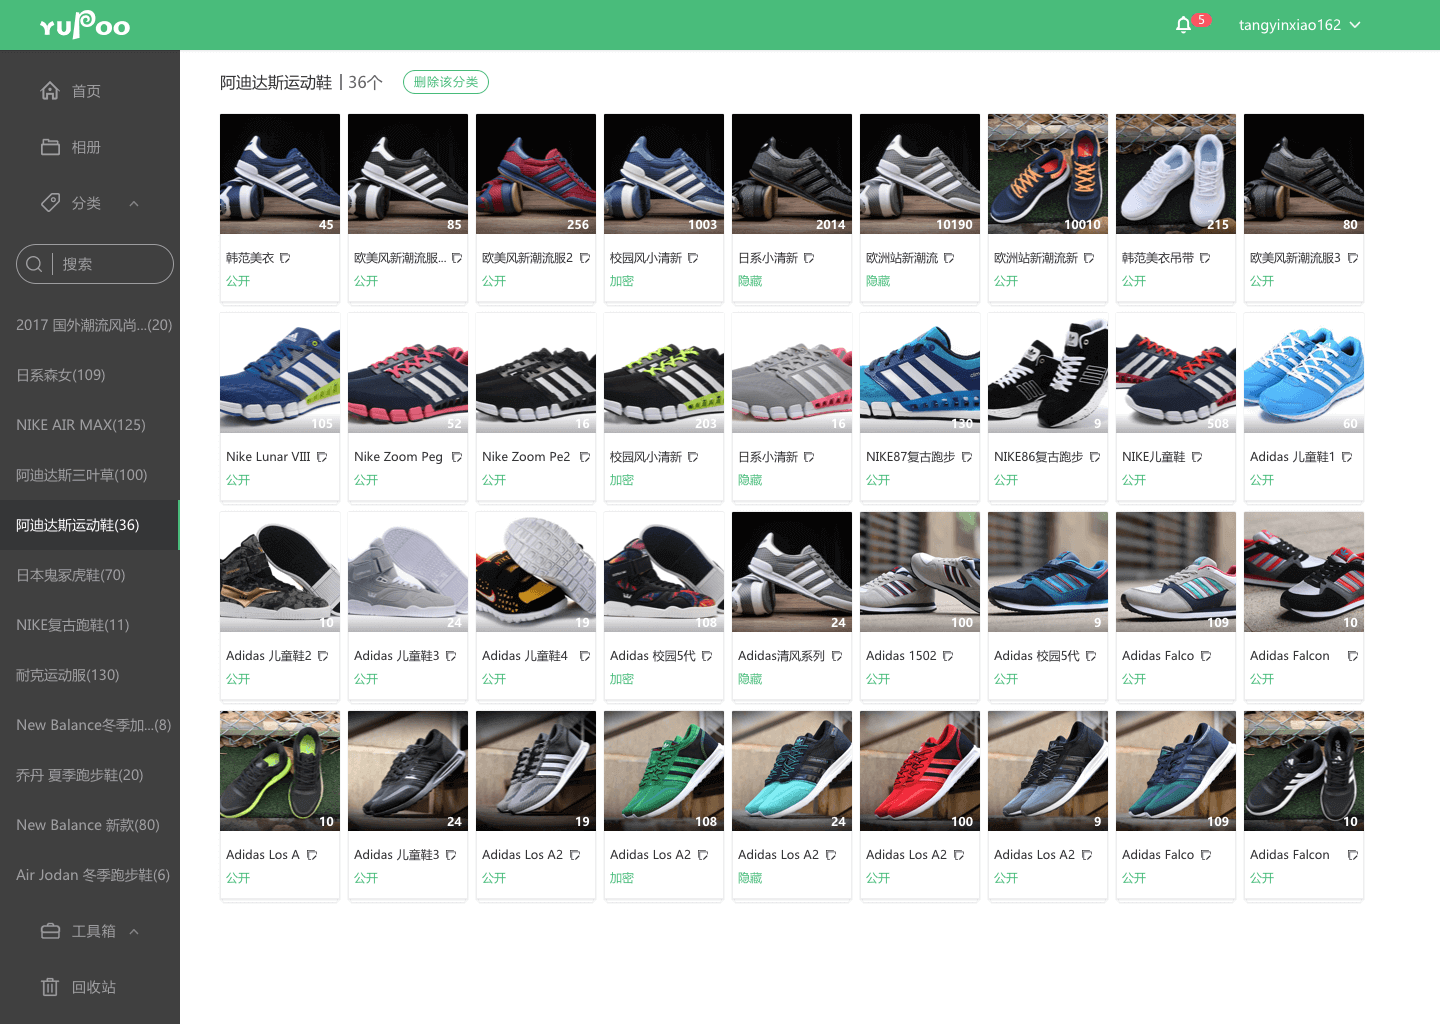 YUPOO
5
tangyinxiao162
首页
相册
分类
搜索
2017 国外潮流风尚...(20)
日系森女(109)
NIKE AIR MAX(125)
阿迪达斯三叶草(100)
阿迪达斯运动鞋(36)
日本鬼冢虎鞋(70)
NIKE复古跑鞋(11)
耐克运动服(130)
New Balance冬季加...(8)
乔丹 夏季跑步鞋(20)
New Balance 新款(80)
Air Jodan 冬季跑步鞋(6)
工具箱
回收站
阿迪达斯运动鞋 | 36个
删除该分类
45 85 256 1003 2014 10190 10010 215 80
韩范美衣 欧美风新潮流服... 欧美风新潮流服2 校园风小清新 日系小清新 欧洲站新潮流 欧洲站新潮流新 韩范美衣吊带 欧美风新潮流服3
公开 公开 公开 加密 隐藏 隐藏 公开 公开 公开
105 52 16 203 16 130 9 508 60
Nike Lunar VIII Nike Zoom Peg Nike Zoom Pe2 校园风小清新 日系小清新 NIKE87复古跑步 NIKE86复古跑步 NIKE儿童鞋 Adidas 儿童鞋1
公开 公开 公开 加密 隐藏 公开 公开 公开 公开
10 24 19 108 24 100 9 109 10
Adidas 儿童鞋2 Adidas 儿童鞋3 Adidas 儿童鞋4 Adidas 校园5代 Adidas清风系列 Adidas 1502 Adidas 校园5代 Adidas Falco Adidas Falcon
公开 公开 公开 加密 隐藏 公开 公开 公开 公开
10 24 19 108 24 100 9 109 10
Adidas Los A Adidas 儿童鞋3 Adidas Los A2 Adidas Los A2 Adidas Los A2 Adidas Los A2 Adidas Los A2 Adidas Falco Adidas Falcon
公开 公开 公开 加密 隐藏 公开 公开 公开 公开